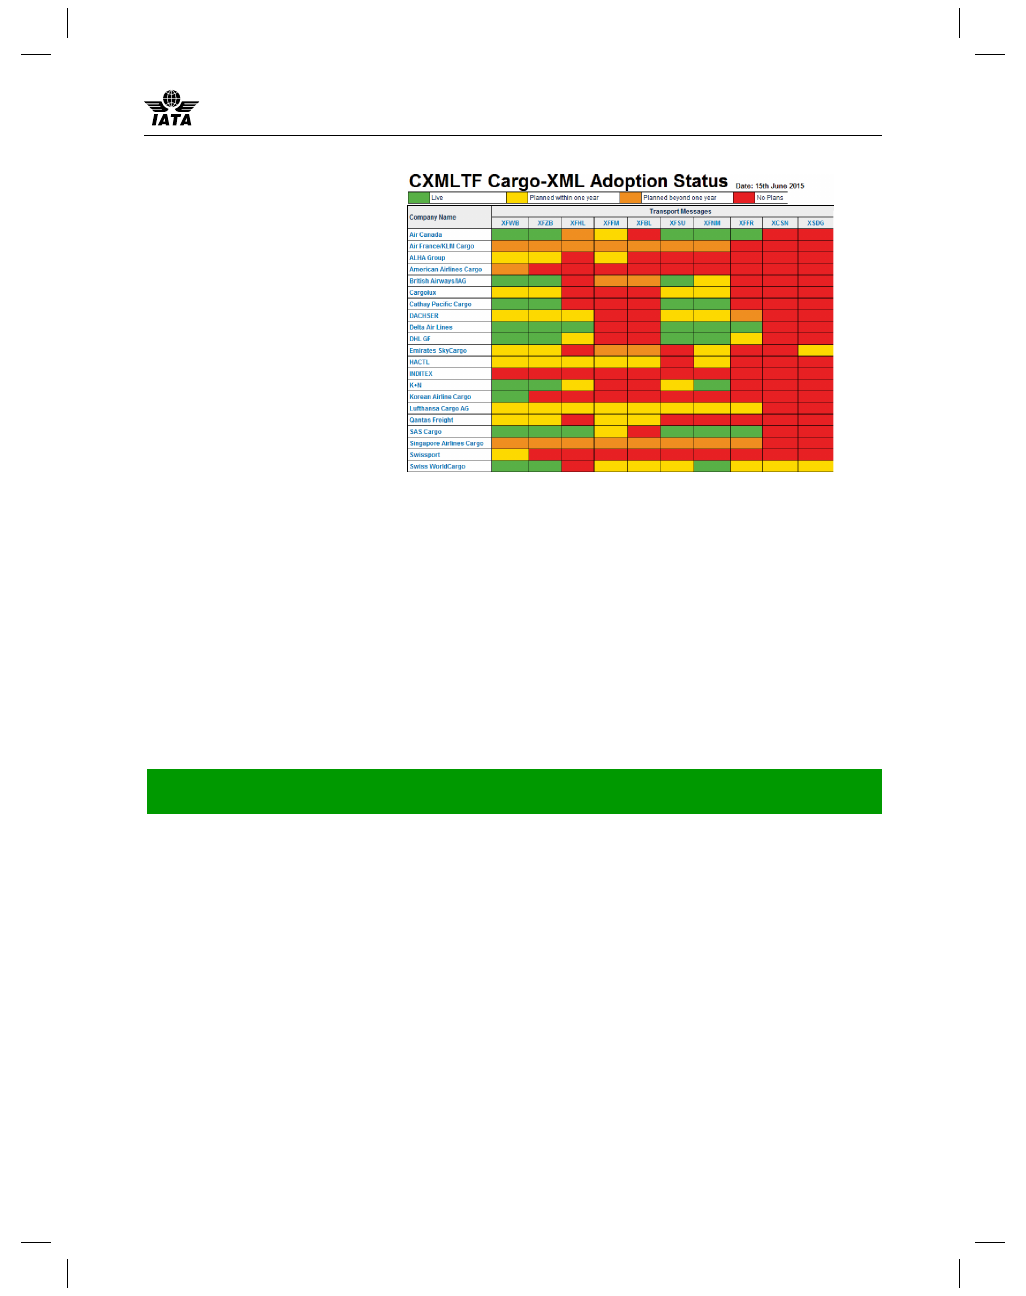 IATA
CXMLTF Cargo-XML Adoption Status Date: 15th June 2015
Live Planned within one year Planned beyond one year No Plans
Company Name
Transport Messages
XFWB XFZB XFHL XFFM XFBL XFSU XFNM XFFR XCSN XSDG
Air Canada
Air France/KLM Cargo
ALHA Group
American Airlines Cargo
British Airways/IAG
Cargolux
Cathay Pacific Cargo
DACHSER
Delta Air Lines
DHL GF
Emirates SkyCargo
HACTL
INDITEX
K+N
Korean Airline Cargo
Lufthansa Cargo AG
Qantas Freight
SAS Cargo
Singapore Airlines Cargo
Swissport
Swiss WorldCargo